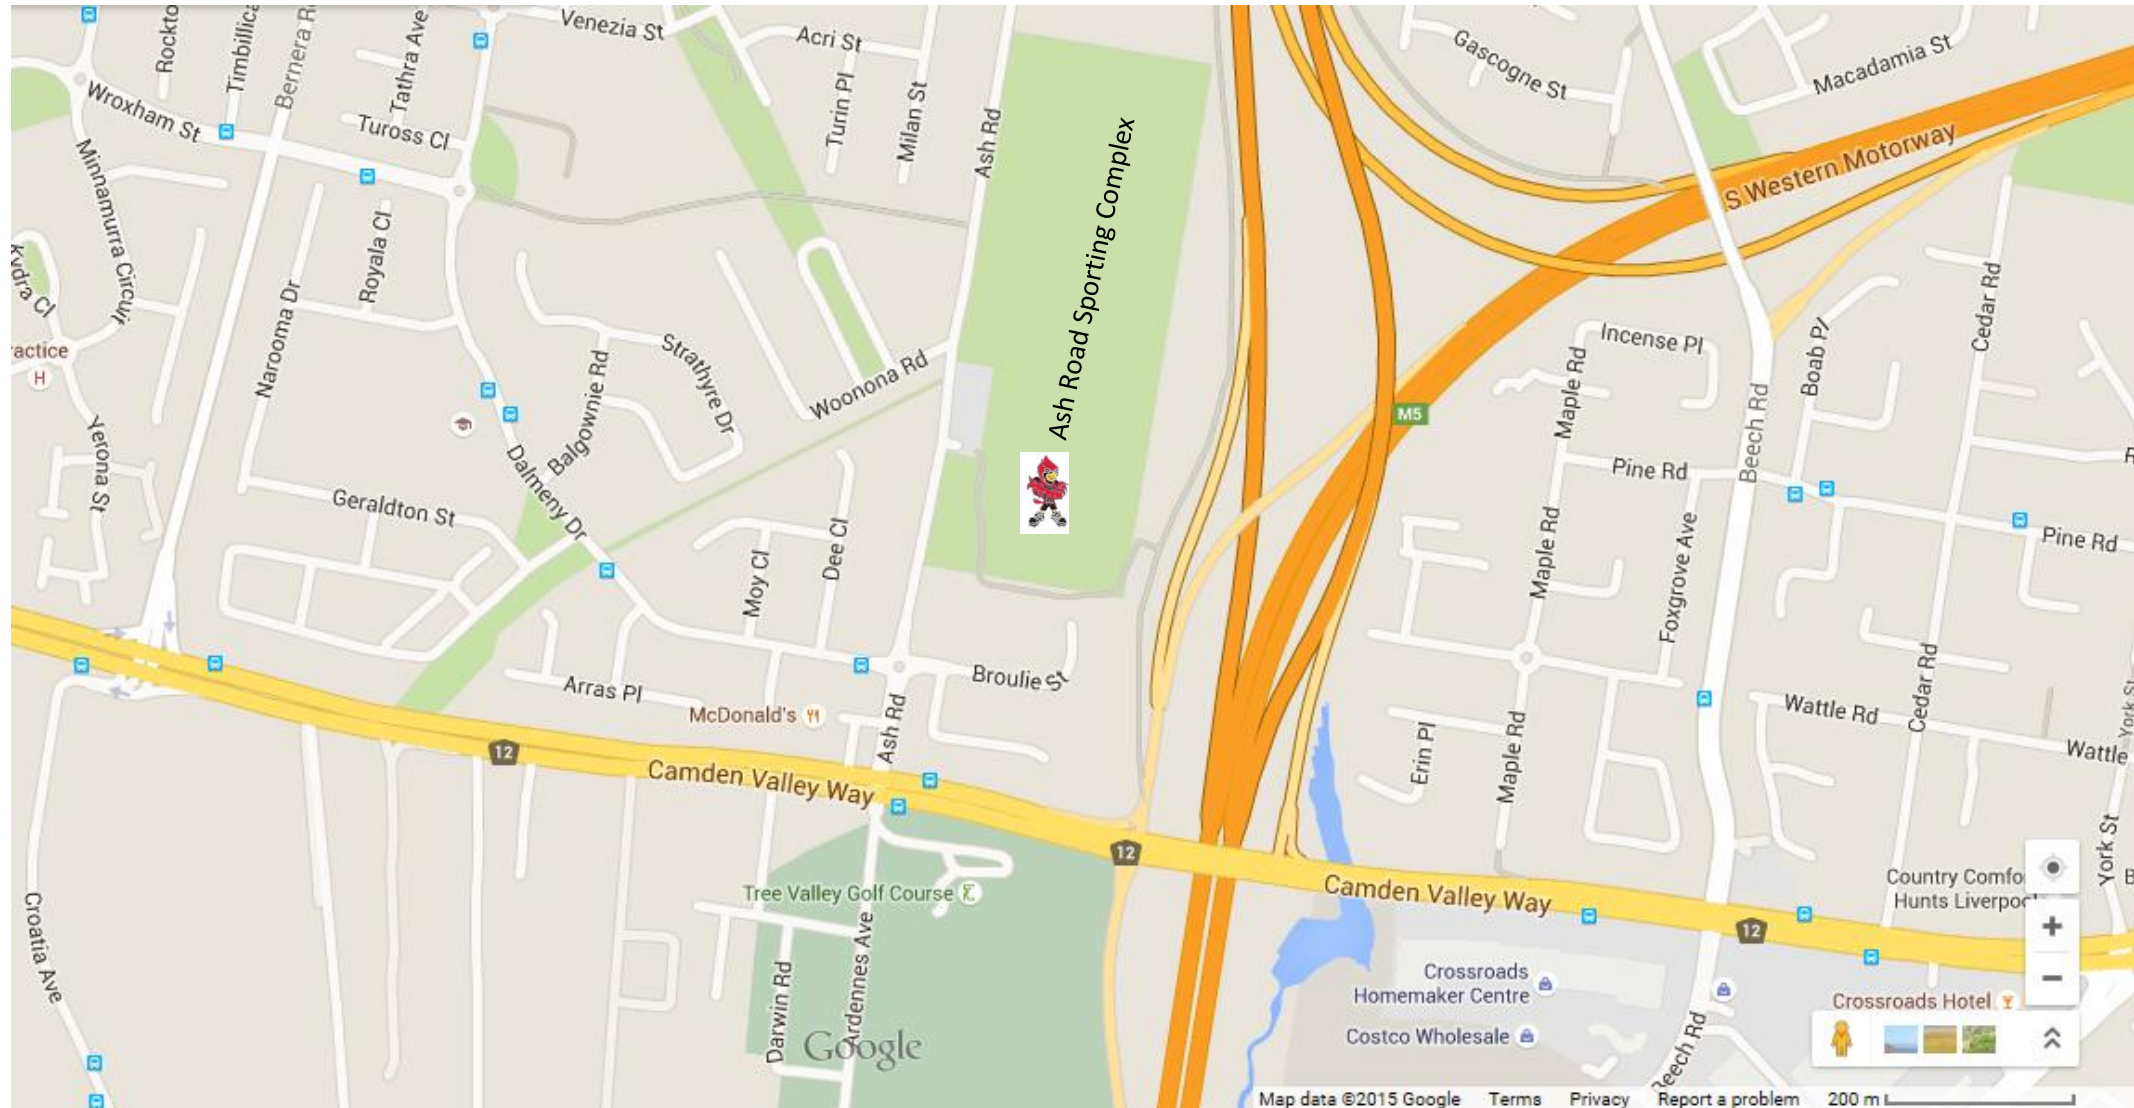 Rockto
Timbillica
Bernera R
Tathra Ave
Venezia St
Acri St
Turin Pl
Milan St
Ash Rd
Gascogne St
Macadamia St
Wroxham St
Tuross Cl
Minnamurra Circuit
Royala Cl
Narooma Dr
Kydra Cl
Ash Road Sporting Complex
S Western Motorway
M5
Incense Pl
Maple Rd
Boab Pl
Cedar Rd
actice
H
Yerona St
Balgownie Rd
Strathyre Dr
Woonona Rd
Dalmeny Dr
Geraldton St
Beech Rd
Pine Rd
R
Pine Rd
Maple Rd
Foxgrove Ave
Moy Cl
Dee Cl
Arras Pl
Broulie St
McDonald's
Ash Rd
12
Camden Valley Way
Erin Pl
Maple Rd
Wattle Rd
Cedar Rd
Wattle
York St
York St
B
12
Camden Valley Way
12
Country Comfo
Hunts Liverpool
Tree Valley Golf Course
Croatia Ave
Darwin Rd
Ardennes Ave
Crossroads
Homemaker Centre
Costco Wholesale
Crossroads Hotel
Beech Rd
+
−
Google
Map data ©2015 Google
Terms
Privacy
Report a problem
200 m